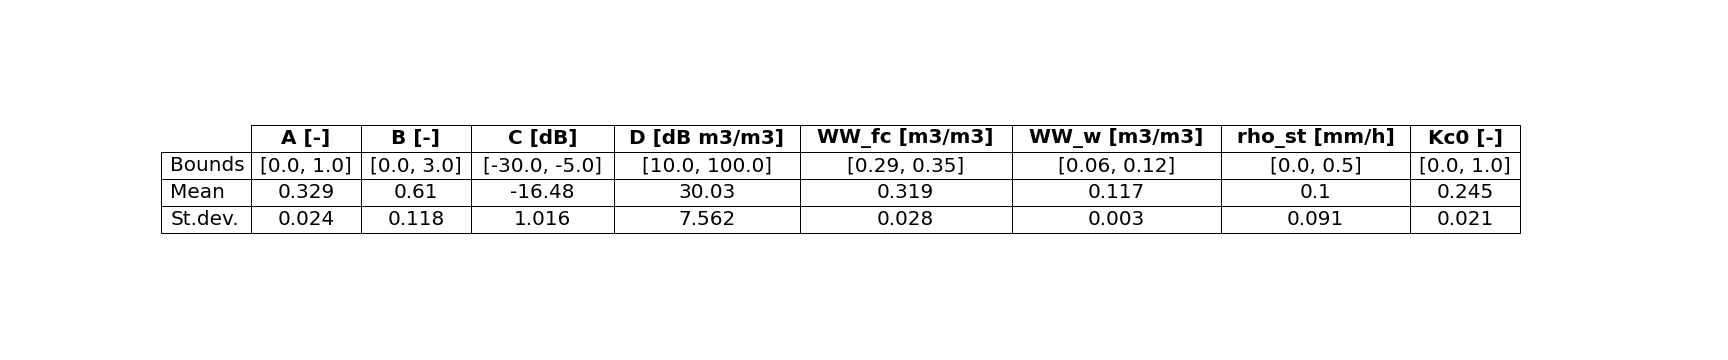 A [-] B [-] C [dB] D [dB m3/m3] WW_fc [m3/m3] WW_w [m3/m3] rho_st [mm/h] Kc0 [-]
Bounds [0.0, 1.0] [0.0, 3.0] [-30.0, -5.0] [10.0, 100.0] [0.29, 0.35] [0.06, 0.12] [0.0, 0.5] [0.0, 1.0]
Mean 0.329 0.61 -16.48 30.03 0.319 0.117 0.1 0.245
St.dev. 0.024 0.118 1.016 7.562 0.028 0.003 0.091 0.021